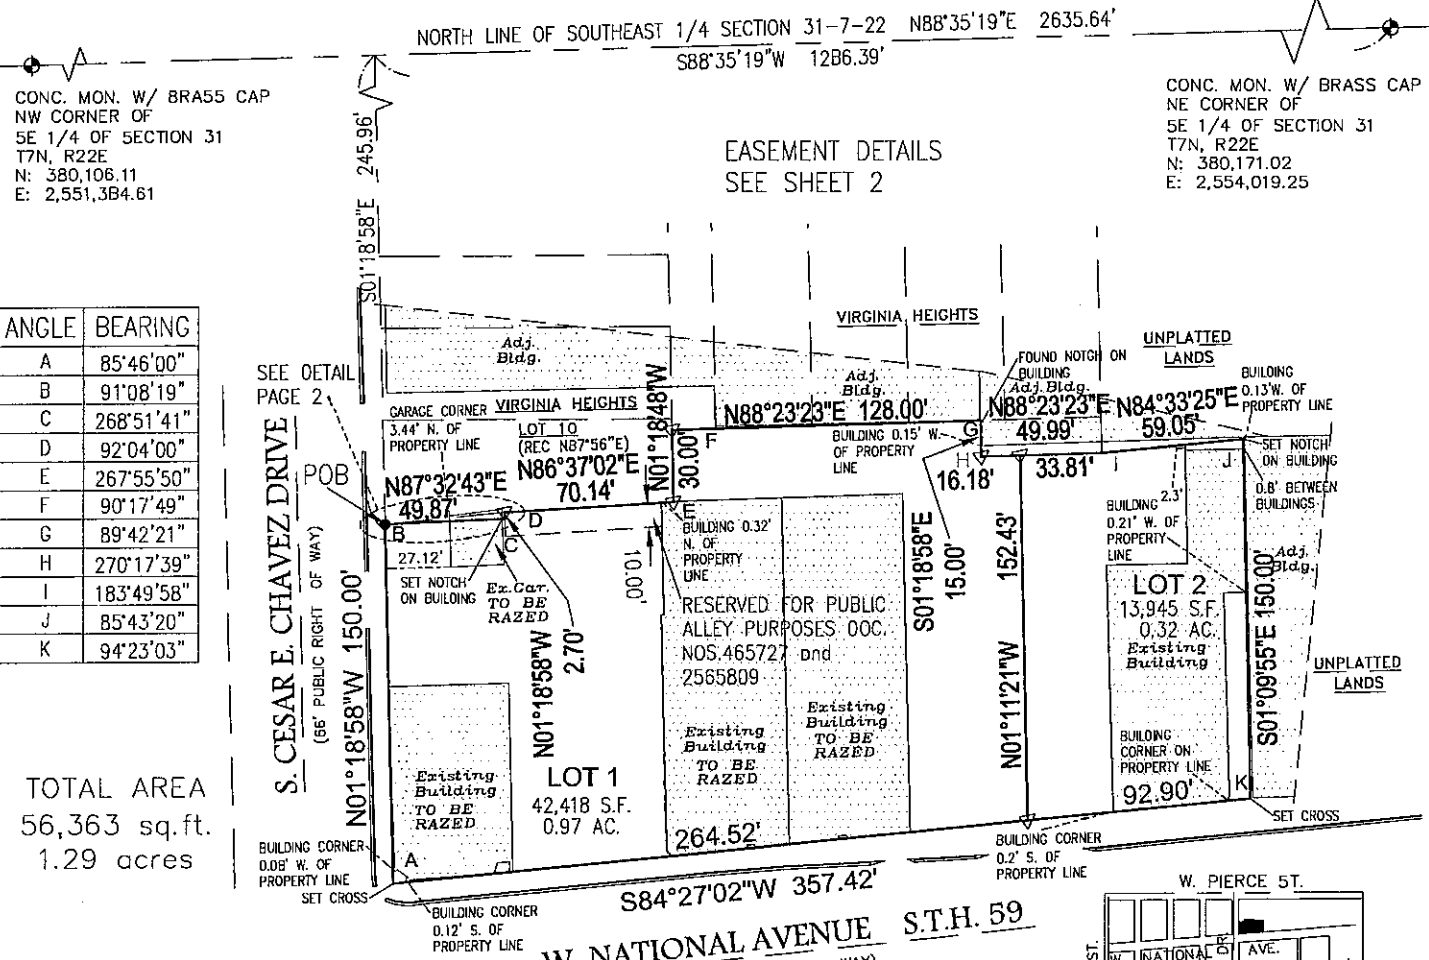 NORTH LINE OF SOUTHEAST 1/4 SECTION 31-7-22 N88°35'19"E 2635.64'
S88°35'19"W 12B6.39'
CONC. MON. W/ 8RA55 CAP
NW CORNER OF
5E 1/4 OF 5ECTION 31
T7N, R22E
N: 380,106.11
E: 2,551,3B4.61
CONC. MON. W/ BRASS CAP
NE CORNER OF
5E 1/4 OF SECTION 31
T7N, R22E
N: 380,171.02
E: 2,554,019.25
S01°18'58"E 245.96'
EASEMENT DETAILS
SEE SHEET 2
ANGLE BEARING
A 85°46'00"
B 91°08'19"
C 268°51'41"
D 92°04'00"
E 267°55'50"
F 90°17'49"
G 89°42'21"
H 270°17'39"
I 183°49'58"
J 85°43'20"
K 94°23'03"
TOTAL AREA
56,363 sq.ft.
1.29 acres
SEE OETAIL
PAGE 2
POB
S. CESAR E. CHAVEZ DRIVE
(66' PUBLIC RIGHT OF WAY)
N01°18'58"W 150.00'
Adj.
Bldg.
GARAGE CORNER
3.44' N. OF
PROPERTY LINE
VIRGINIA HEIGHTS
LOT 10
(REC N87°56"E)
N86°37'02"E
70.14'
N87°32'43"E
49.87'
B
D
C
27.12'
SET NOTCH
ON BUILDING
Ex.Gar.
TO BE
RAZED
N01°18'58"W
2.70'
N01°18'48"W
30.00'
F
E
10.00'
BUILDING 0.32'
N. OF
PROPERTY
LINE
RESERVED FOR PUBLIC
ALLEY PURPOSES DOC.
NOS.465727 and
2565809
VIRGINIA HEIGHTS
Adj.
Bldg.
N88°23'23"E 128.00'
BUILDING 0.15' W.
OF PROPERTY
LINE
G
H
16.18'
S01°18'58"E
15.00'
FOUND NOTCH ON
BUILDING
Adj.Bldg.
N88°23'23"E
49.99'
33.81'
I
UNPLATTED
LANDS
N84°33'25"E
59.05'
BUILDING
0.13'W. OF
PROPERTY LINE
SET NOTCH
ON BUILDING
J
0.8' BETWEEN
BUILDINGS
BUILDING
0.21' W. OF
PROPERTY
LINE
2.3'
Adj.
Bldg.
152.43'
N01°11'21"W
LOT 2
13,945 S.F.
0.32 AC.
Existing
Building
S01°09'55"E 150.00'
UNPLATTED
LANDS
Existing
Building
TO BE
RAZED
LOT 1
42,418 S.F.
0.97 AC.
Existing
Building
TO BE
RAZED
Existing
Building
TO BE
RAZED
264.52'
BUILDING
CORNER ON
PROPERTY LINE
92.90'
K
SET CROSS
BUILDING CORNER
0.2' S. OF
PROPERTY LINE
BUILDING CORNER
0.08' W. OF
PROPERTY LINE
SET CROSS
A
BUILDING CORNER
0.12' S. OF
PROPERTY LINE
S84°27'02"W 357.42'
W. NATIONAL AVENUE S.T.H. 59
WAY)
W. PIERCE 5T.
ST.
W. NATIONAL
DR
AVE.